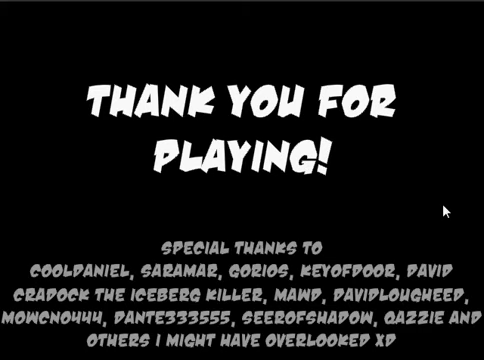 THANK YOU FOR
PLAYING!
SPECIAL THANKS TO
COOLDANIEL, SARAMAR, GORIOS, KEYOFDOOR, DAVID
CRADOCK THE ICEBERG KILLER, MAWD, DAVIDLOUGHEED,
MOWCNO444, DANTE333555, SEEROFSHADOW, QAZZIE AND
OTHERS I MIGHT HAVE OVERLOOKED XD